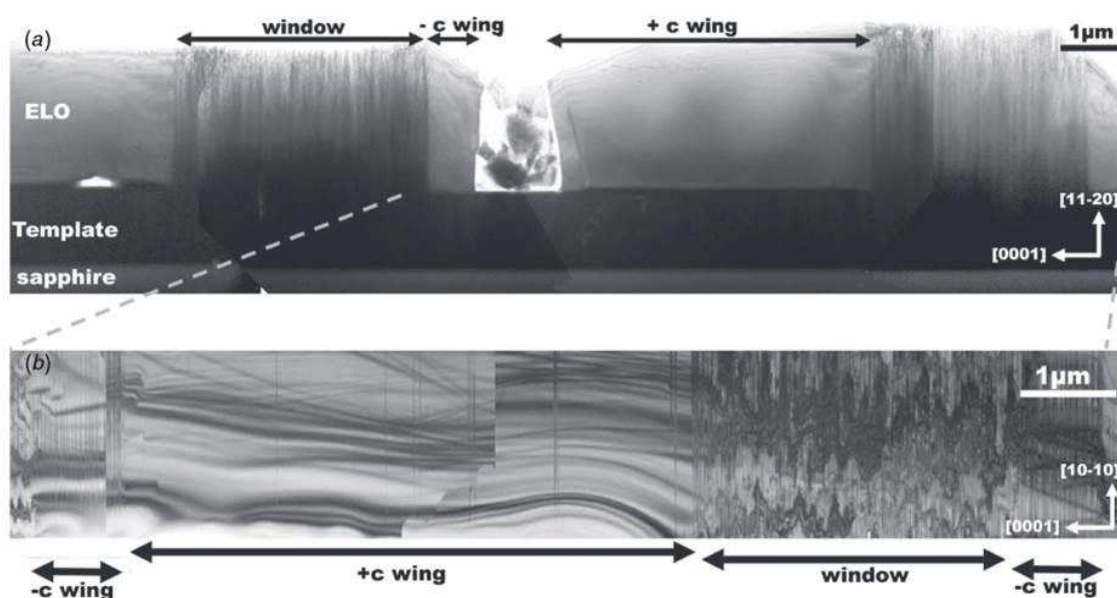 (a)
window
- c wing
+ c wing
1μm
ELO
[11-20]
Template
[0001]
sapphire
(b)
1μm
[10-10]
[0001]
-c wing
+c wing
window
-c wing